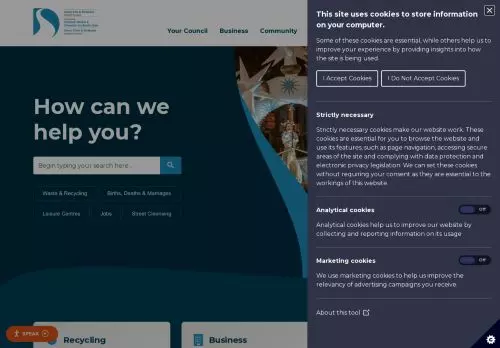 Your Council
Business
Community
How can we
help you?
Begin typing your search here...
Waste & Recycling
Births, Deaths & Marriages
Leisure Centres
Jobs
Street Cleansing
SPEAK
Recycling
Business
This site uses cookies to store information
on your computer.
Some of these cookies are essential, while others help us to
improve your experience by providing insights into how
the site is being used.
I Accept Cookies
I Do Not Accept Cookies
Strictly necessary
Strictly necessary cookies make our website work. These
cookies are essential for you to browse the website and
use its features, such as page navigation, accessing secure
areas of the site and complying with data protection and
electronic privacy legislation. We can set these cookies
without requiring your consent as they are essential to the
workings of this website.
Analytical cookies
Off
Analytical cookies help us to improve our website by
collecting and reporting information on its usage.
Marketing cookies
Off
We use marketing cookies to help us improve the
relevancy of advertising campaigns you receive.
About this tool